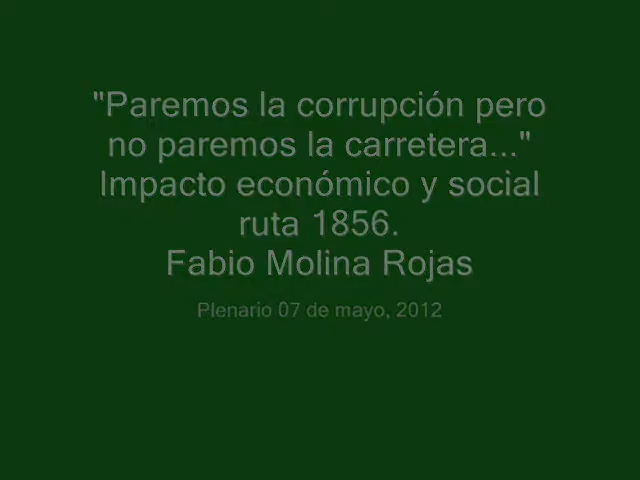 "Paremos la corrupción pero
no paremos la carretera..."
Impacto económico y social
ruta 1856.
Fabio Molina Rojas
Plenario 07 de mayo, 2012